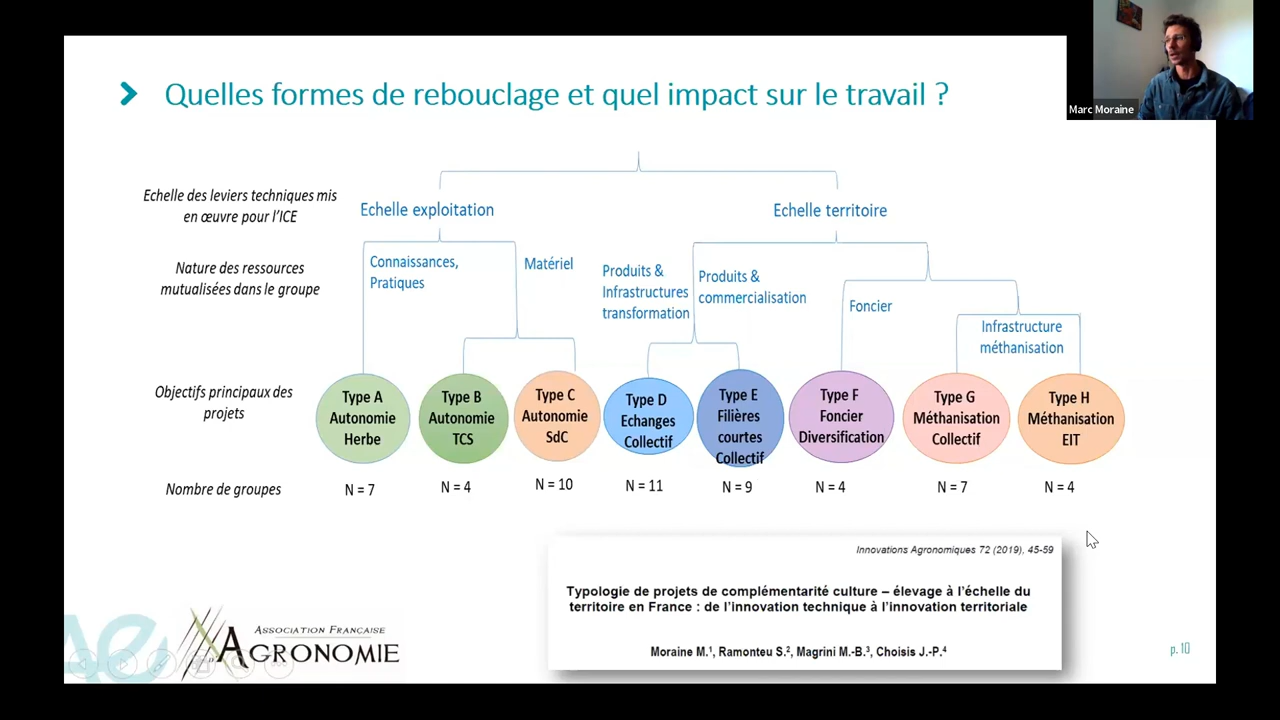 Marc Moraine
Quelles formes de rebouclage et quel impact sur le travail ?
Echelle des leviers techniques mis
en œuvre pour l’ICE
Echelle exploitation
Echelle territoire
Nature des ressources
mutualisées dans le groupe
Connaissances,
Pratiques
Matériel
Produits &
Infrastructures
transformation
Produits &
commercialisation
Foncier
Infrastructure
méthanisation
Objectifs principaux des
projets
Type A
Autonomie
Herbe
Type B
Autonomie
TCS
Type C
Autonomie
SdC
Type D
Echanges
Collectif
Type E
Filières
courtes
Collectif
Type F
Foncier
Diversification
Type G
Méthanisation
Collectif
Type H
Méthanisation
EIT
Nombre de groupes
N = 7
N = 4
N = 10
N = 11
N = 9
N = 4
N = 7
N = 4
Innovations Agronomiques 72 (2019), 45-59
Typologie de projets de complémentarité culture – élevage à l’échelle du
territoire en France : de l’innovation technique à l’innovation territoriale
Moraine M.¹, Ramonteu S.², Magrini M.-B.³, Choisis J.-P.⁴
ae
ASSOCIATION FRANÇAISE
AGRONOMIE
p. 10